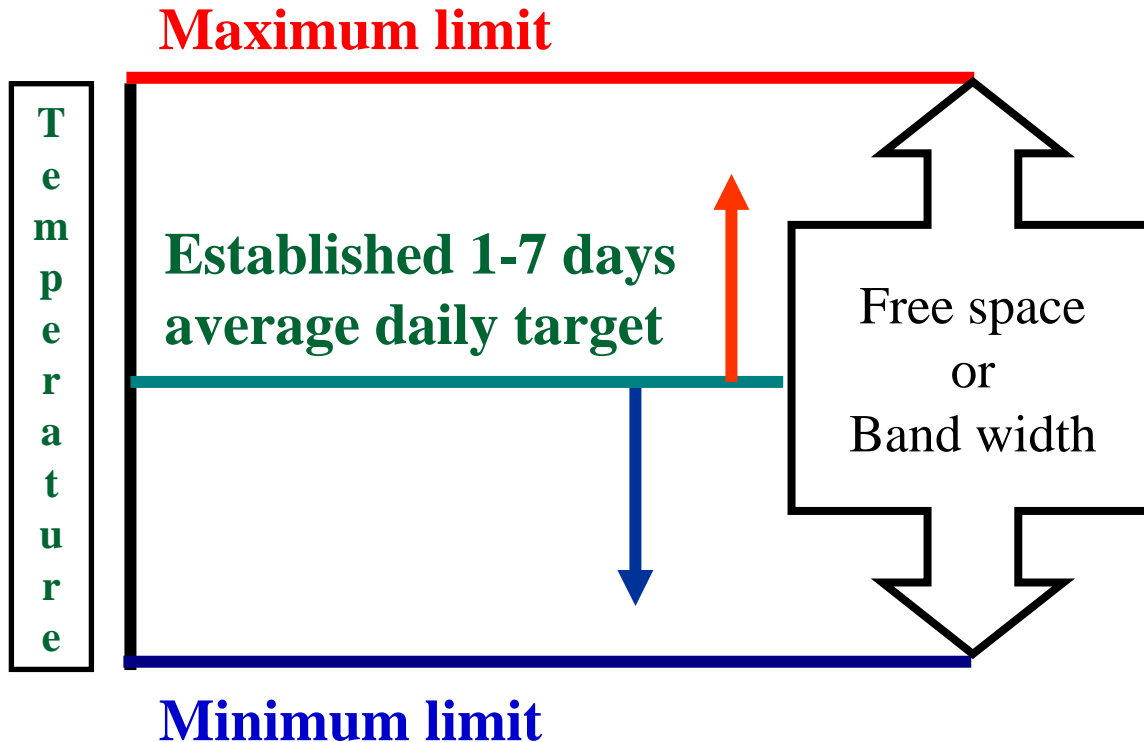 Maximum limit
Temperature
Established 1-7 days
average daily target
Free space
or
Band width
Minimum limit